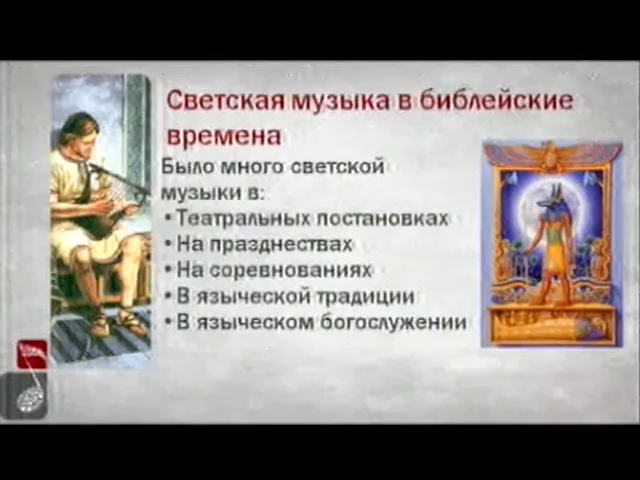 Светская музыка в библейские
времена
Было много светской
музыки в:
• Театральных постановках
• На празднествах
• На соревнованиях
• В языческой традиции
• В языческом богослужении